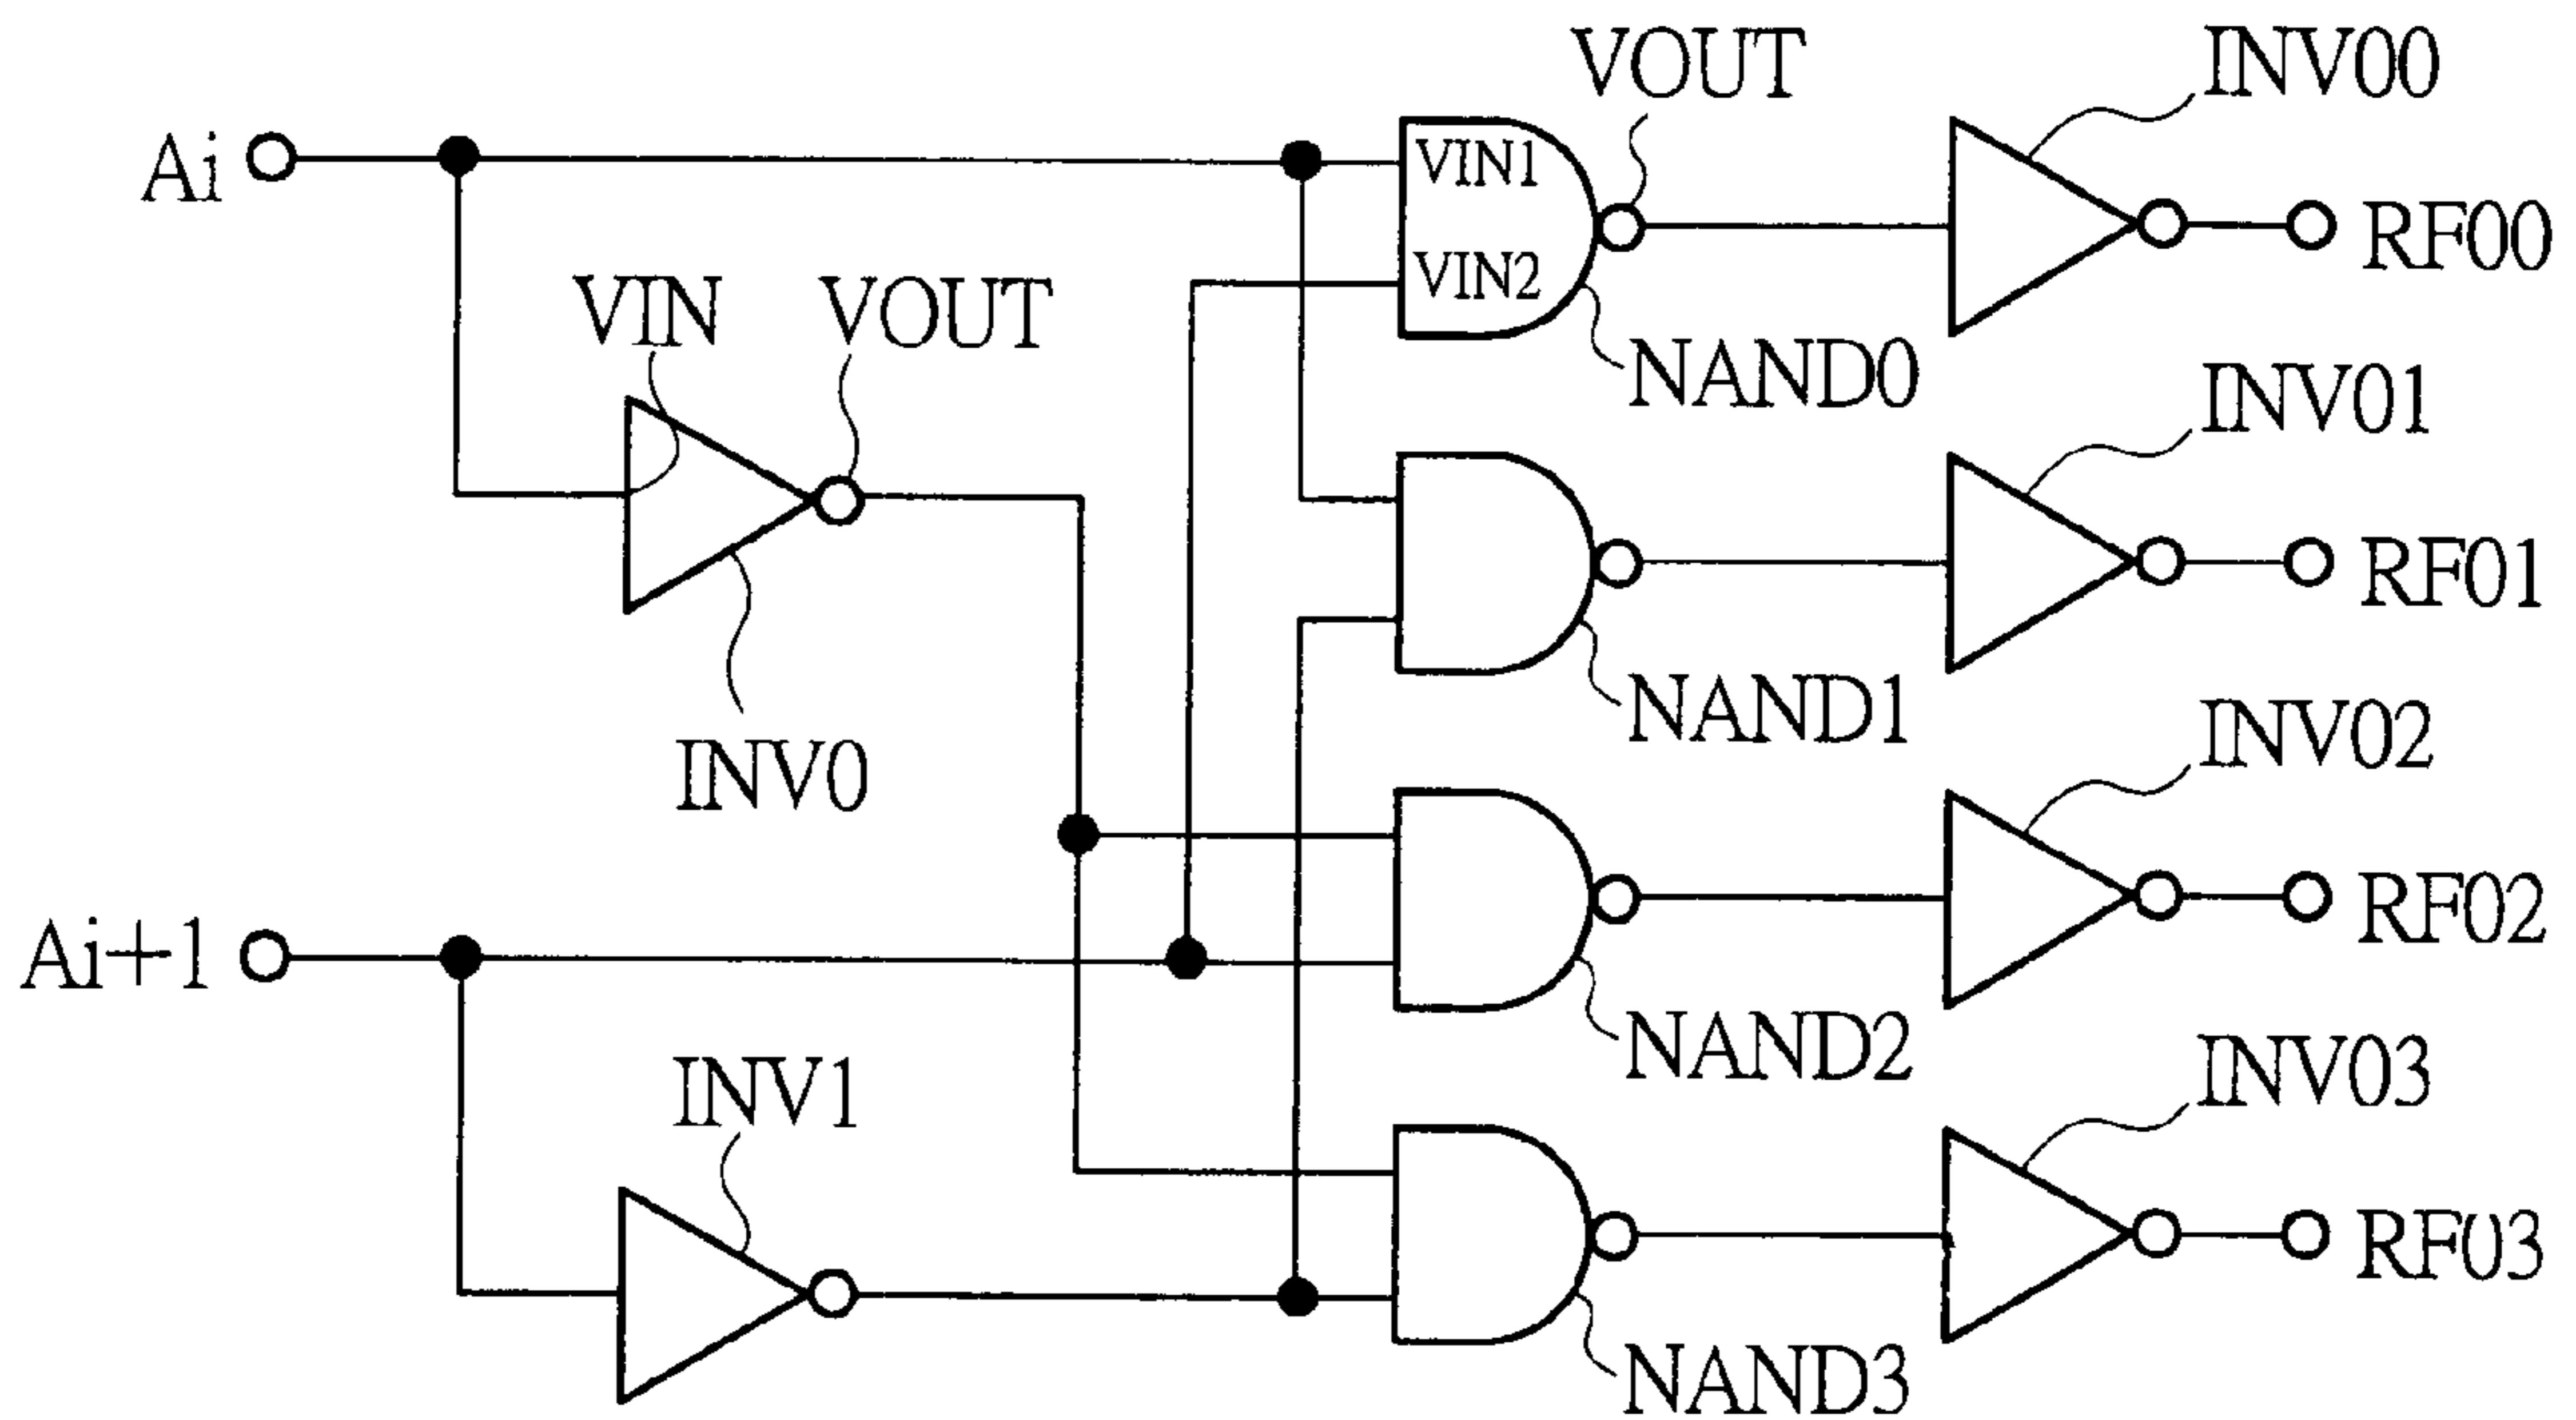 VOUT
INV00
Ai
VIN1
RF00
VIN2
VIN VOUT
NAND0
INV01
RF01
NAND1
INV0
INV02
RF02
Ai+1
NAND2
INV1
INV03
RF03
NAND3